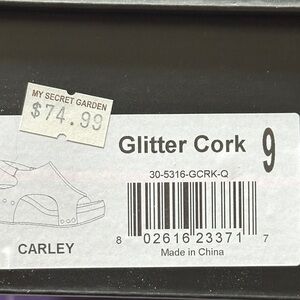 MY SECRET GARDEN
$74.99
Glitter Cork 9
30-5316-GCRK-Q
CARLEY
8 02616 23371 7
Made in China